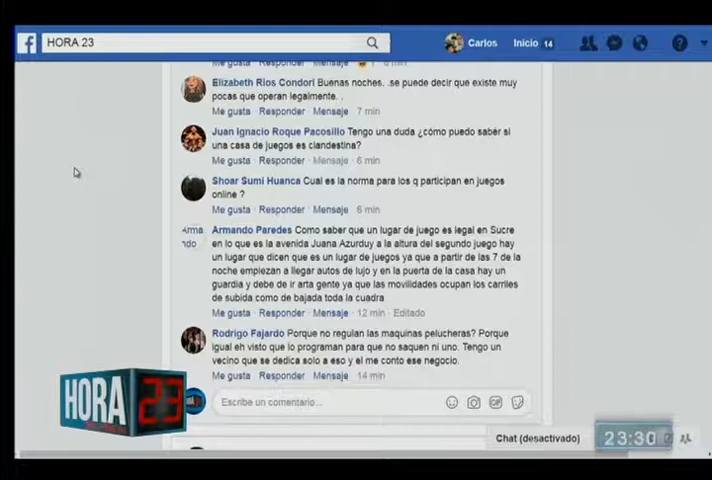 HORA 23
Carlos
Inicio 14
Me gusta Responder Mensaje
Elizabeth Rios Condori Buenas noches. .se puede decir que existe muy
pocas que operan legalmente. .
Me gusta Responder Mensaje 7 min
Juan Ignacio Roque Pacosillo Tengo una duda ¿cómo puedo saber si
una casa de juegos es clandestina?
Me gusta Responder Mensaje 6 min
Shoar Sumi Huanca Cual es la norma para los q participan en juegos
online ?
Me gusta Responder Mensaje 6 min
Arma
ndo
Armando Paredes Como saber que un lugar de juego es legal en Sucre
en lo que es la avenida Juana Azurduy a la altura del segundo juego hay
un lugar que dicen que es un lugar de juegos ya que a partir de las 7 de la
noche empiezan a llegar autos de lujo y en la puerta de la casa hay un
guardia y debe de ir arta gente ya que las movilidades ocupan los carriles
de subida como de bajada toda la cuadra
Me gusta Responder Mensaje 12 min Editado
Rodrigo Fajardo Porque no regulan las maquinas pelucheras? Porque
igual eh visto que lo programan para que no saquen ni uno. Tengo un
vecino que se dedica solo a eso y el me conto ese negocio.
Me gusta Responder Mensaje 14 min
Escribe un comentario...
GIF
HORA 23
Chat (desactivado)
23:30